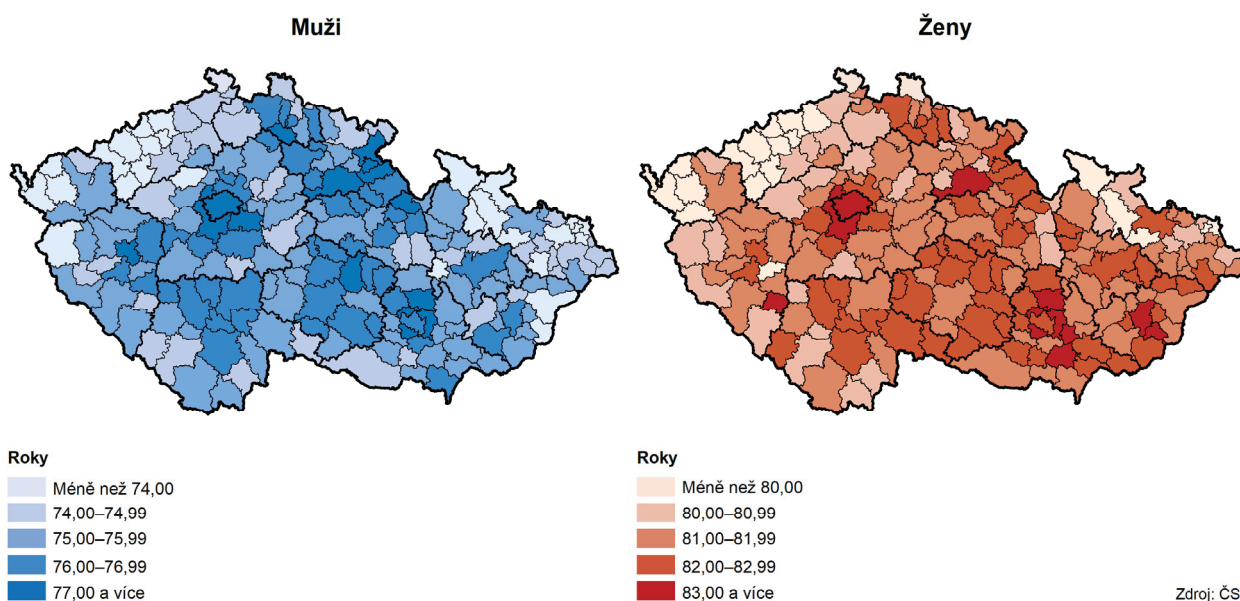 Muži
Ženy
Roky
Méně než 74,00
74,00–74,99
75,00–75,99
76,00–76,99
77,00 a více
Roky
Méně než 80,00
80,00–80,99
81,00–81,99
82,00–82,99
83,00 a více
Zdroj: ČS